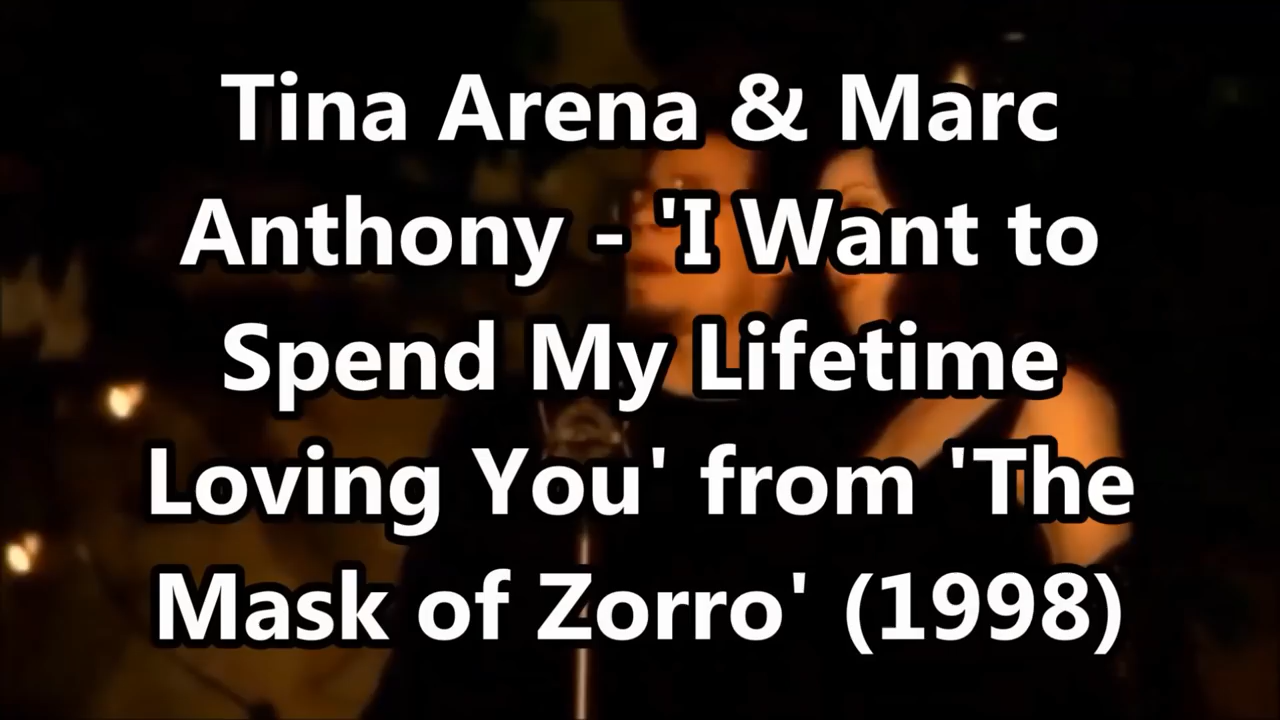 Tina Arena & Marc
Anthony - 'I Want to
Spend My Lifetime
Loving You' from 'The
Mask of Zorro' (1998)